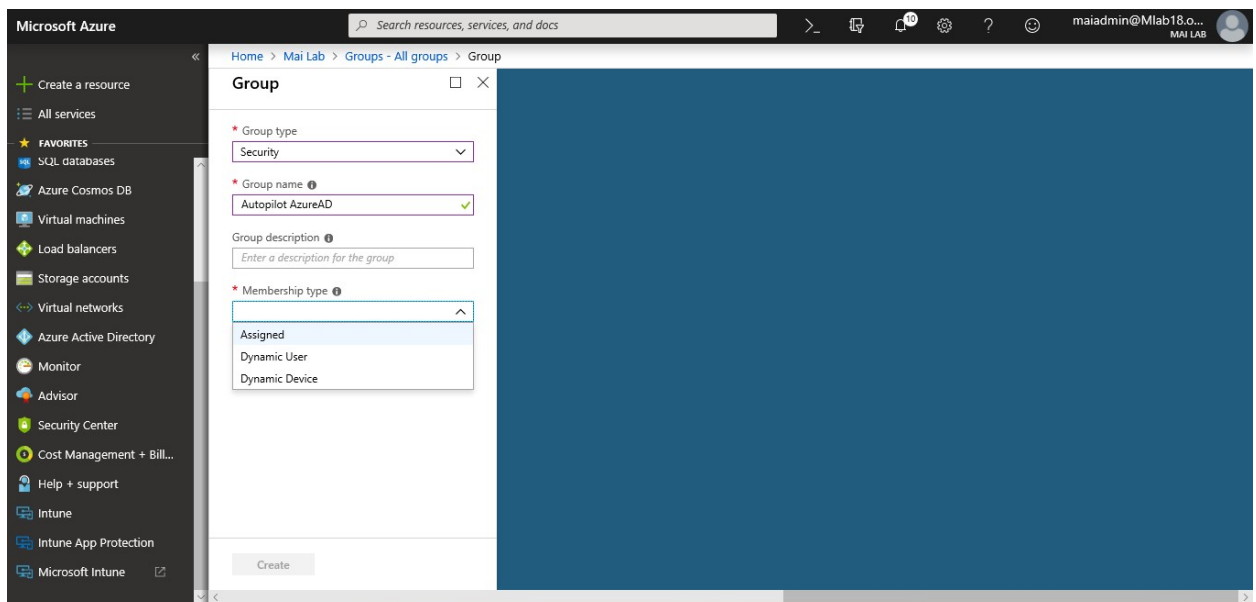 Microsoft Azure
Search resources, services, and docs
>_
10
?
maiadmin@Mlab18.o...
MAI LAB
«
Home > Mai Lab > Groups - All groups > Group
Create a resource
All services
FAVORITES
SQL databases
Azure Cosmos DB
Virtual machines
Load balancers
Storage accounts
Virtual networks
Azure Active Directory
Monitor
Advisor
Security Center
Cost Management + Bill...
Help + support
Intune
Intune App Protection
Microsoft Intune
Group
* Group type
Security
* Group name
Autopilot AzureAD
Group description
Enter a description for the group
* Membership type
Assigned
Dynamic User
Dynamic Device
Create